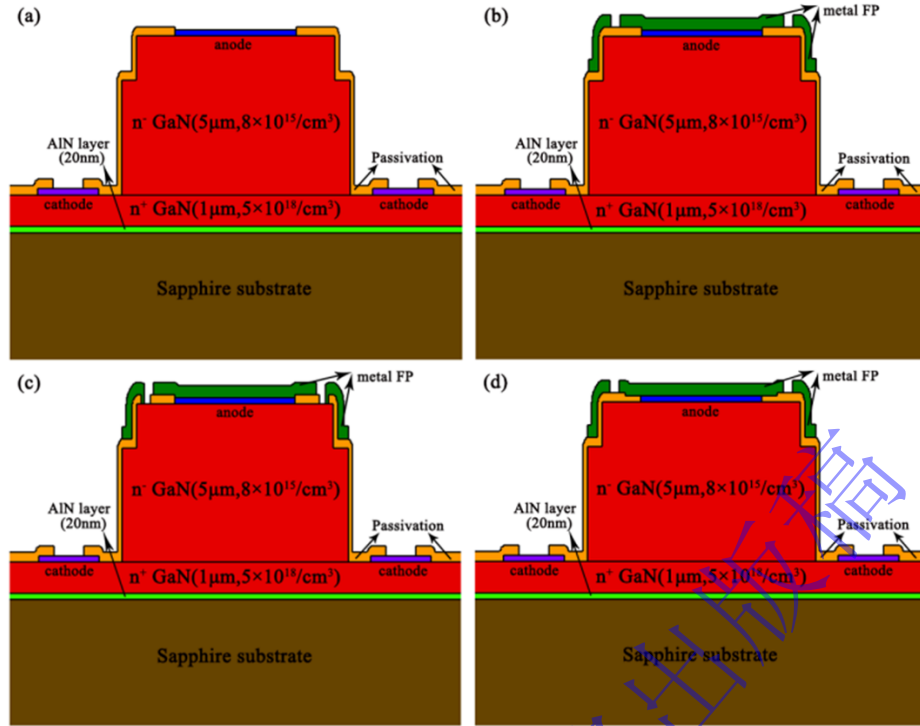 (a)
anode
n⁻ GaN(5μm,8×10¹⁵/cm³)
AlN layer
(20nm)
Passivation
cathode
cathode
n⁺ GaN(1μm,5×10¹⁸/cm³)
Sapphire substrate
(b)
metal FP
anode
n⁻ GaN(5μm,8×10¹⁵/cm³)
AlN layer
(20nm)
Passivation
cathode
cathode
n⁺ GaN(1μm,5×10¹⁸/cm³)
Sapphire substrate
(c)
metal FP
anode
n⁻ GaN(5μm,8×10¹⁵/cm³)
AlN layer
(20nm)
Passivation
cathode
cathode
n⁺ GaN(1μm,5×10¹⁸/cm³)
Sapphire substrate
(d)
metal FP
anode
n⁻ GaN(5μm,8×10¹⁵/cm³)
AlN layer
(20nm)
Passivation
cathode
cathode
n⁺ GaN(1μm,5×10¹⁸/cm³)
Sapphire substrate
出版稿